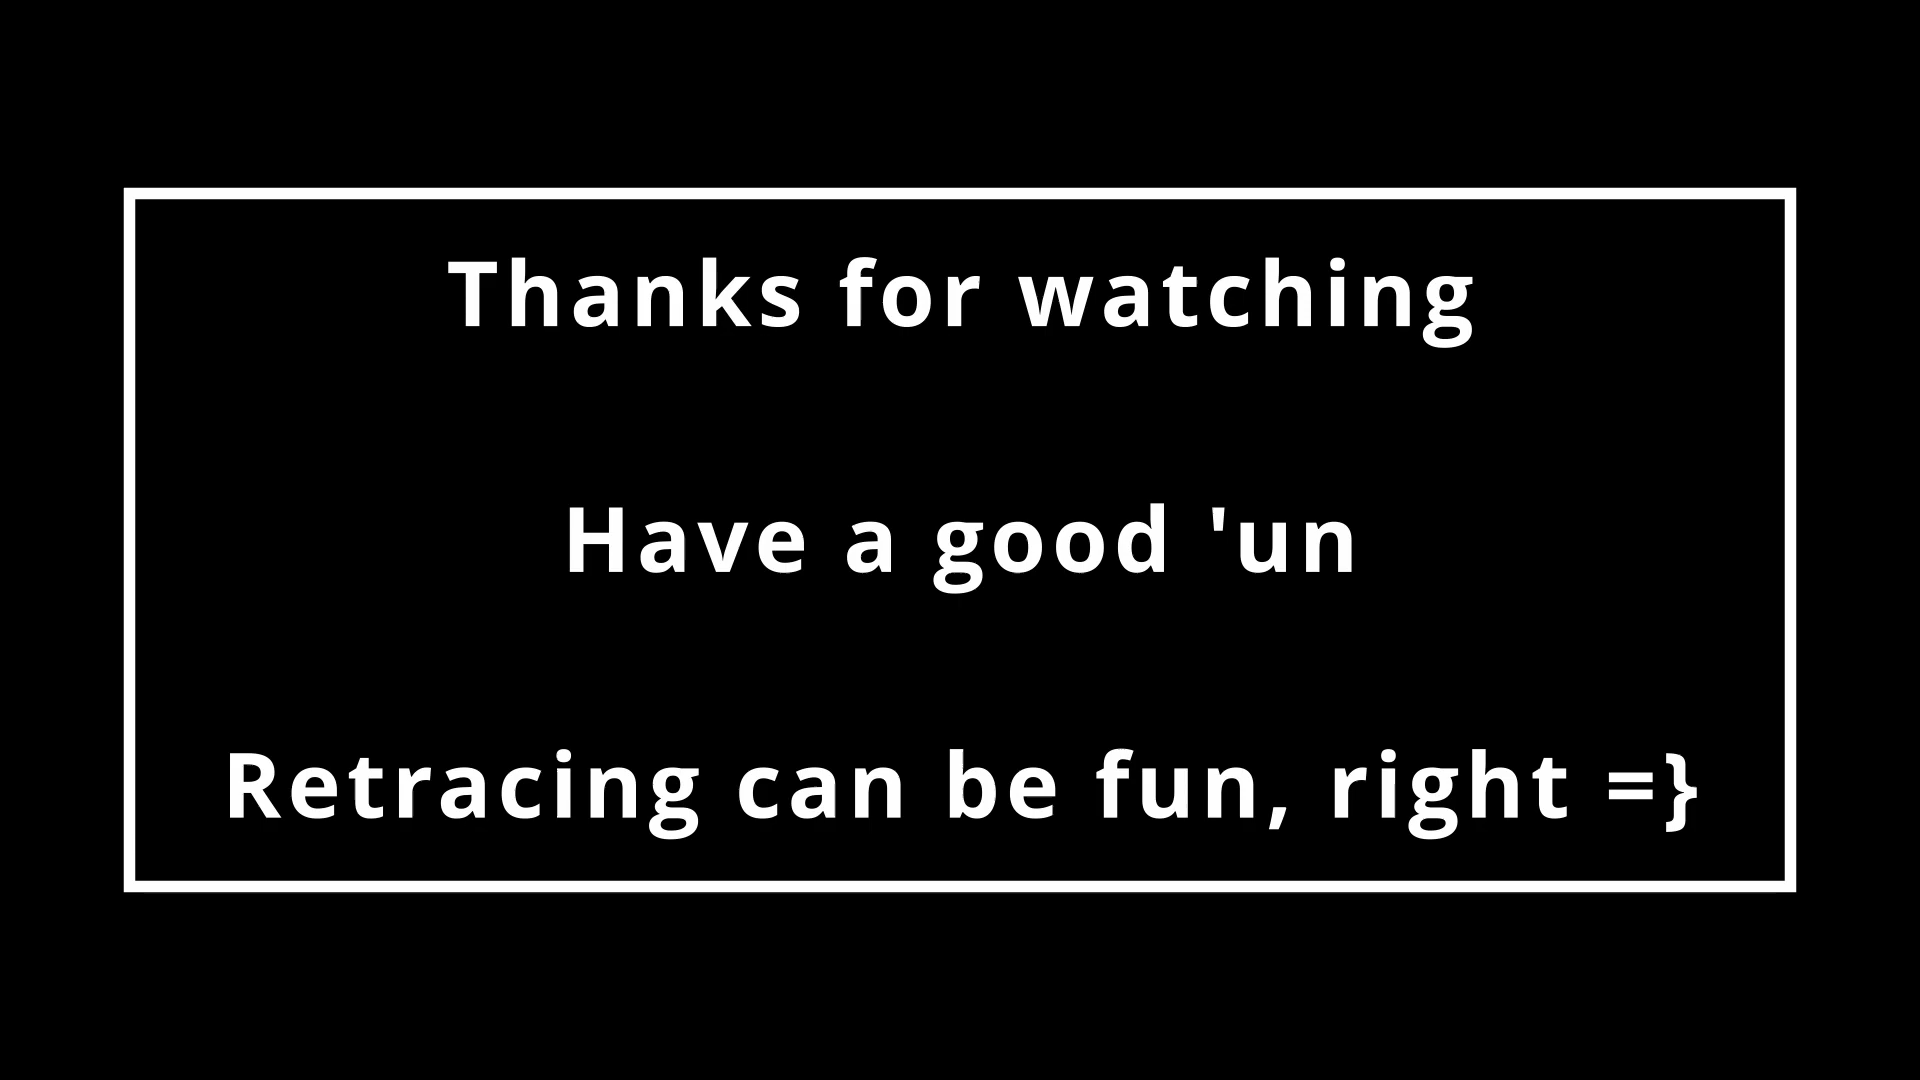 Thanks for watching
Have a good 'un
Retracing can be fun, right =}